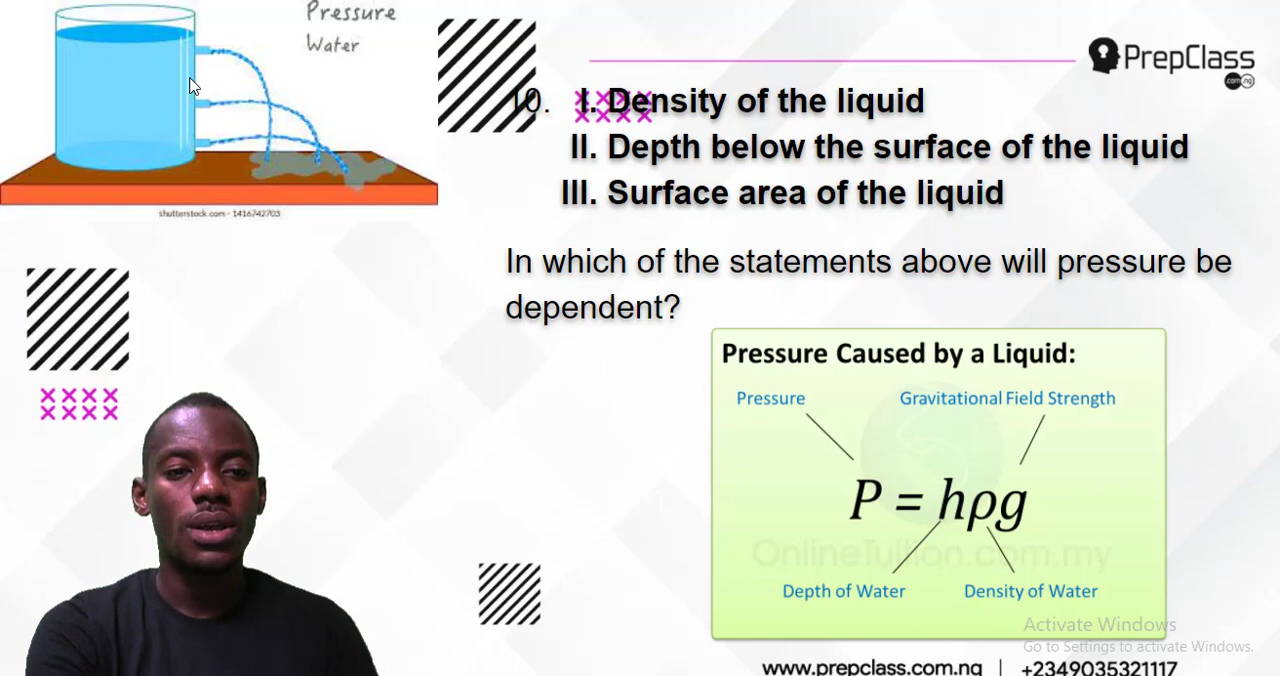 Pressure
Water
shutterstock.com · 1416742703
PrepClass
.com.ng
10. I. Density of the liquid
II. Depth below the surface of the liquid
III. Surface area of the liquid
In which of the statements above will pressure be
dependent?
Pressure Caused by a Liquid:
Pressure Gravitational Field Strength
P = hρg
OnlineTuition.com.my
Depth of Water Density of Water
Activate Windows
Go to Settings to activate Windows.
www.prepclass.com.ng | +2349035321117